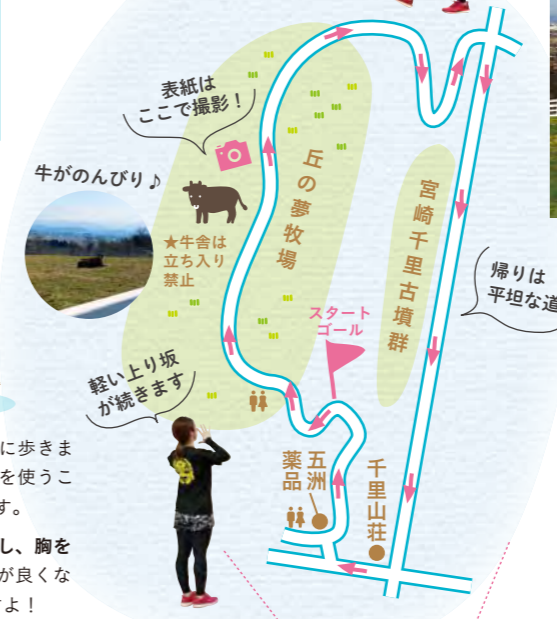 表紙は
ここで撮影！
牛がのんびり♪
★牛舎は
立ち入り
禁止
丘の夢牧場
宮崎千里古墳群
帰りは
平坦な道
スタート
ゴール
軽い上り坂
が続きます
五洲
薬品
千里山荘
に歩きま
を使うこ
す。
し、胸を
が良くな
よ！